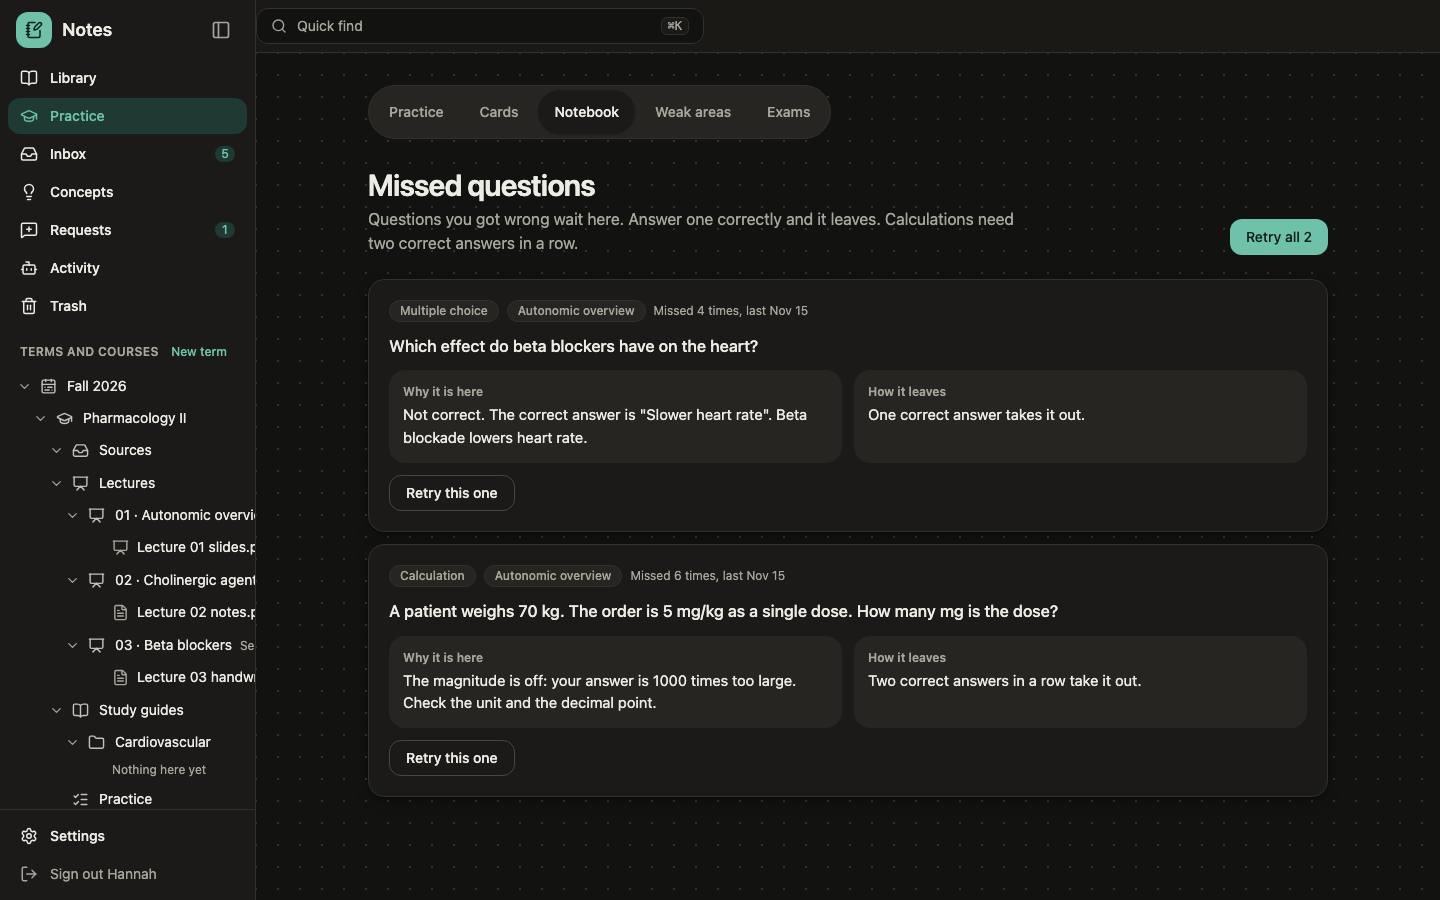 Notes
Quick find
⌘K
Library
Practice
Inbox 5
Concepts
Requests 1
Activity
Trash
TERMS AND COURSES New term
Fall 2026
Pharmacology II
Sources
Lectures
01 · Autonomic overvi
Lecture 01 slides.p
02 · Cholinergic agent
Lecture 02 notes.p
03 · Beta blockers Se
Lecture 03 handw
Study guides
Cardiovascular
Nothing here yet
Practice
Settings
Sign out Hannah
Practice Cards Notebook Weak areas Exams
Missed questions
Questions you got wrong wait here. Answer one correctly and it leaves. Calculations need
two correct answers in a row.
Retry all 2
Multiple choice Autonomic overview Missed 4 times, last Nov 15
Which effect do beta blockers have on the heart?
Why it is here
Not correct. The correct answer is "Slower heart rate". Beta
blockade lowers heart rate.
How it leaves
One correct answer takes it out.
Retry this one
Calculation Autonomic overview Missed 6 times, last Nov 15
A patient weighs 70 kg. The order is 5 mg/kg as a single dose. How many mg is the dose?
Why it is here
The magnitude is off: your answer is 1000 times too large.
Check the unit and the decimal point.
How it leaves
Two correct answers in a row take it out.
Retry this one